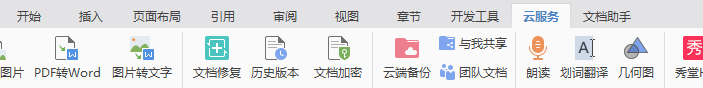 开始 插入 页面布局 引用 审阅 视图 章节 开发工具 云服务 文档助手
与我共享
图片 PDF转Word 图片转文字 文档修复 历史版本 文档加密 云端备份 团队文档 朗读 划词翻译 几何图 秀堂H
A
秀